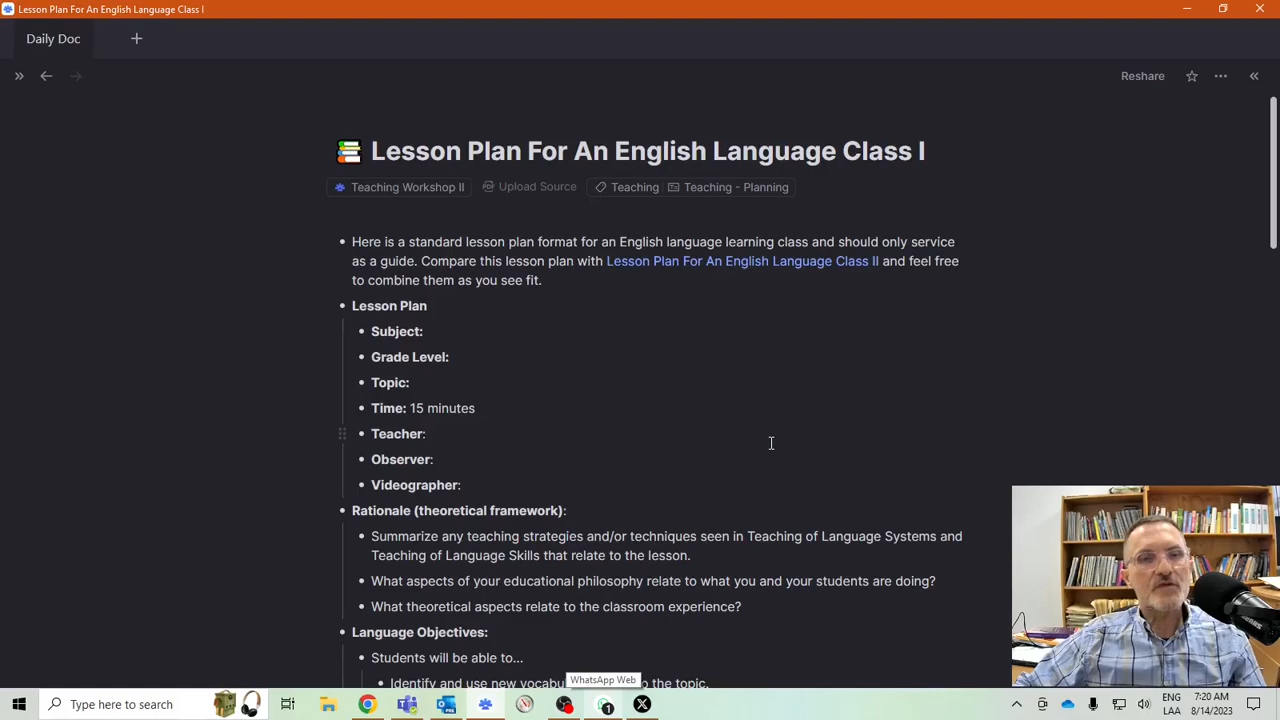 Lesson Plan For An English Language Class I
Daily Doc
Reshare
📚 Lesson Plan For An English Language Class I
Teaching Workshop II Upload Source Teaching Teaching - Planning
• Here is a standard lesson plan format for an English language learning class and should only service
as a guide. Compare this lesson plan with Lesson Plan For An English Language Class II and feel free
to combine them as you see fit.
• Lesson Plan
• Subject:
• Grade Level:
• Topic:
• Time: 15 minutes
• Teacher:
• Observer:
• Videographer:
• Rationale (theoretical framework):
• Summarize any teaching strategies and/or techniques seen in Teaching of Language Systems and
Teaching of Language Skills that relate to the lesson.
• What aspects of your educational philosophy relate to what you and your students are doing?
• What theoretical aspects relate to the classroom experience?
• Language Objectives:
• Students will be able to...
• Identify and use new vocabu
o the topic.
WhatsApp Web
Type here to search
ENG
LAA
7:20 AM
8/14/2023